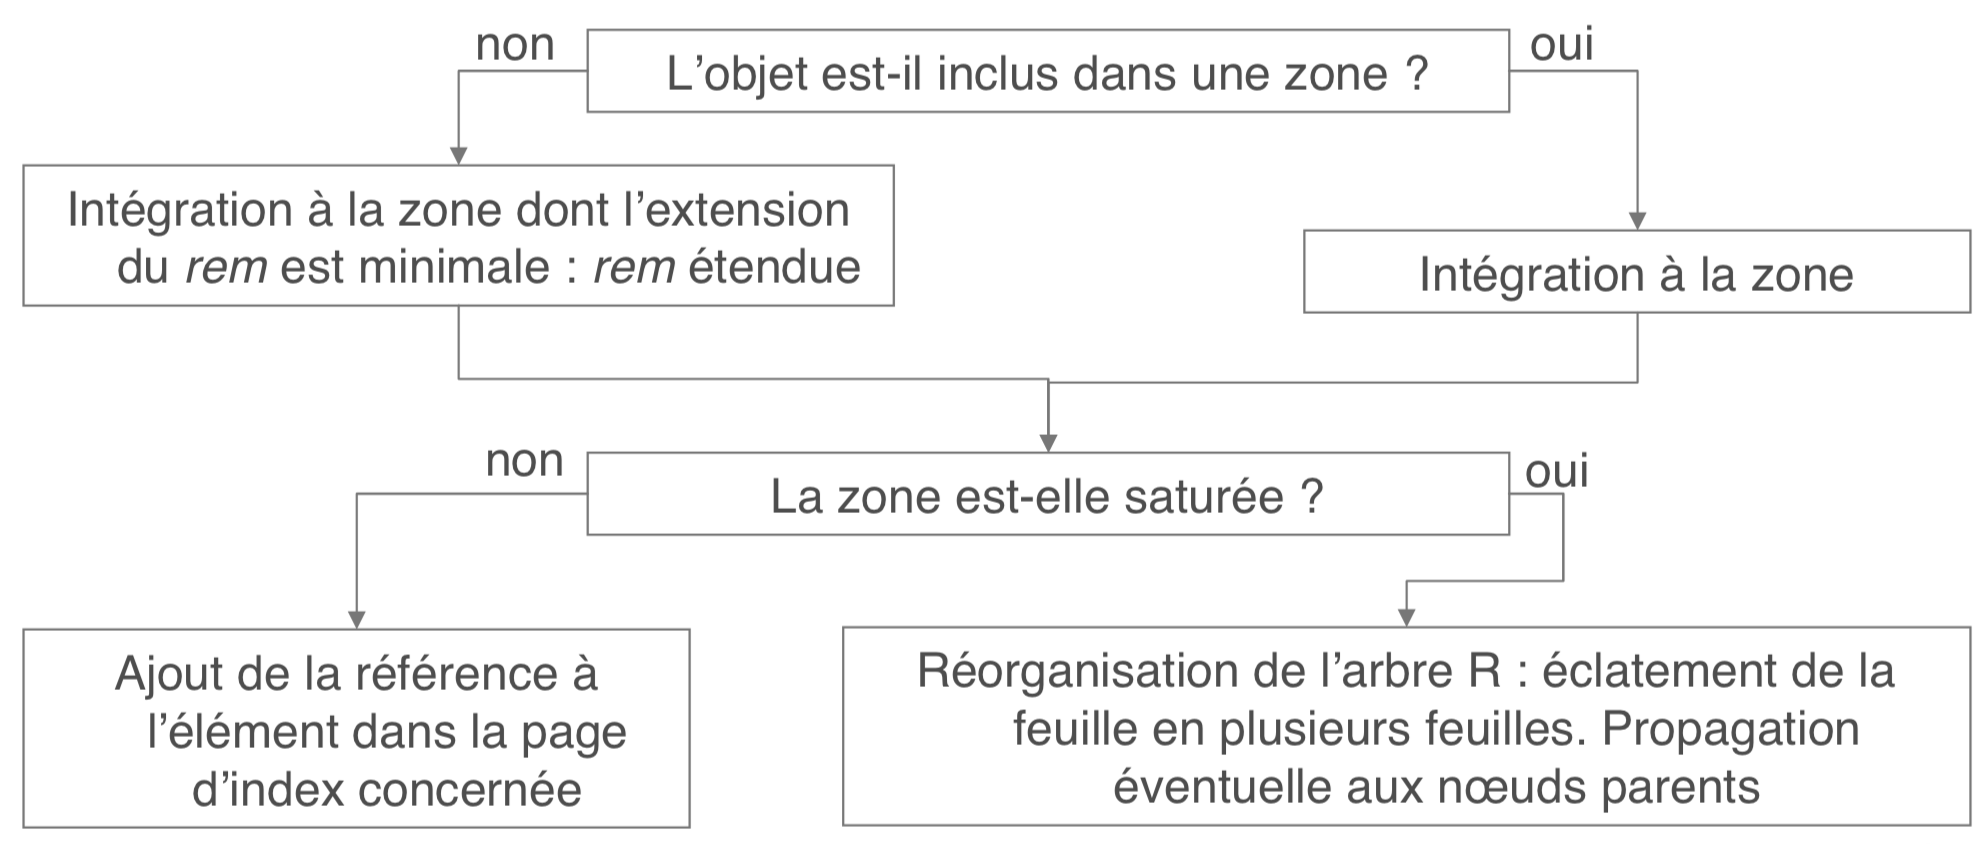 non
L’objet est-il inclus dans une zone ?
oui
Intégration à la zone dont l’extension
du rem est minimale : rem étendue
Intégration à la zone
non
La zone est-elle saturée ?
oui
Ajout de la référence à
l’élément dans la page
d’index concernée
Réorganisation de l’arbre R : éclatement de la
feuille en plusieurs feuilles. Propagation
éventuelle aux nœuds parents